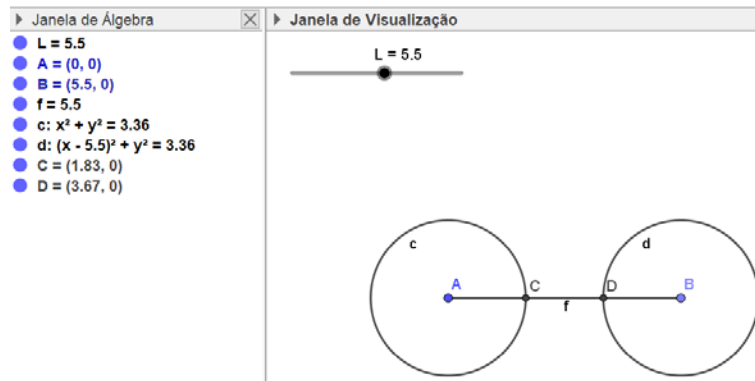 Janela de Álgebra
L = 5.5
A = (0, 0)
B = (5.5, 0)
f = 5.5
c: x² + y² = 3.36
d: (x - 5.5)² + y² = 3.36
C = (1.83, 0)
D = (3.67, 0)
Janela de Visualização
L = 5.5
c
d
A
C
f
D
B